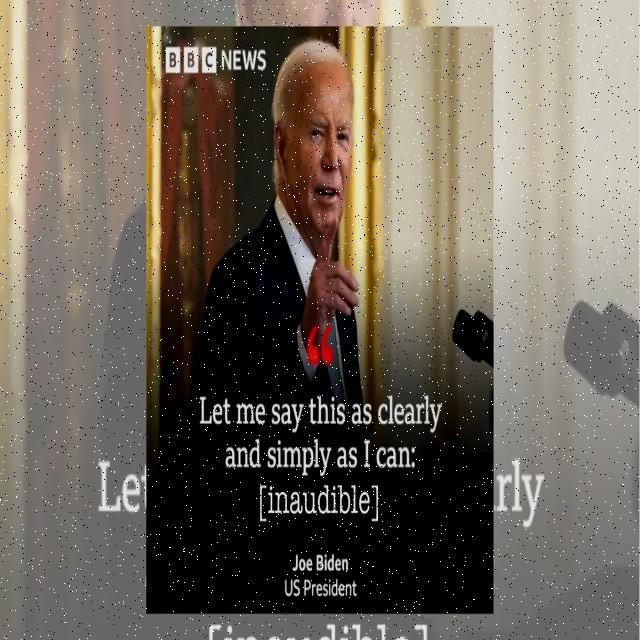 BBC NEWS
“
Let me say this as clearly
and simply as I can:
[inaudible]
Joe Biden
US President